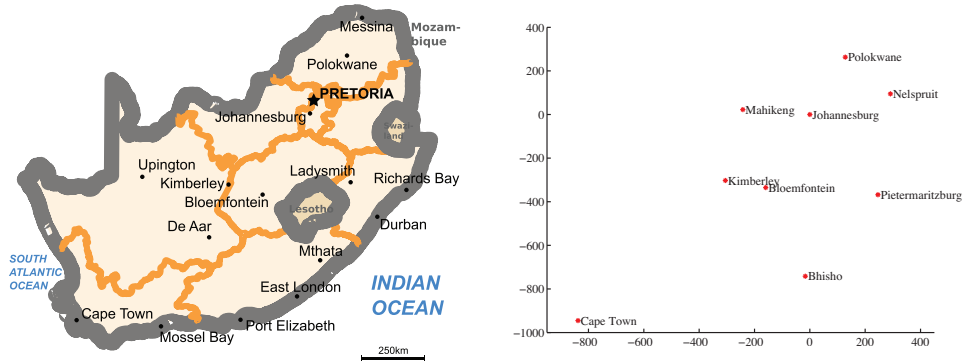 Messina
Mozam-
bique
Polokwane
PRETORIA
Johannesburg
Swazi-
land
Upington
Ladysmith
Kimberley
Richards Bay
Bloemfontein
Lesotho
De Aar
Durban
Mthata
SOUTH
ATLANTIC
OCEAN
INDIAN
OCEAN
East London
Cape Town
Port Elizabeth
Mossel Bay
250km
400
200
0
−200
−400
−600
−800
−1000
Polokwane
Nelspruit
Mahikeng
Johannesburg
Kimberley
Bloemfontein
Pietermaritzburg
Bhisho
Cape Town
−800 −600 −400 −200 0 200 400